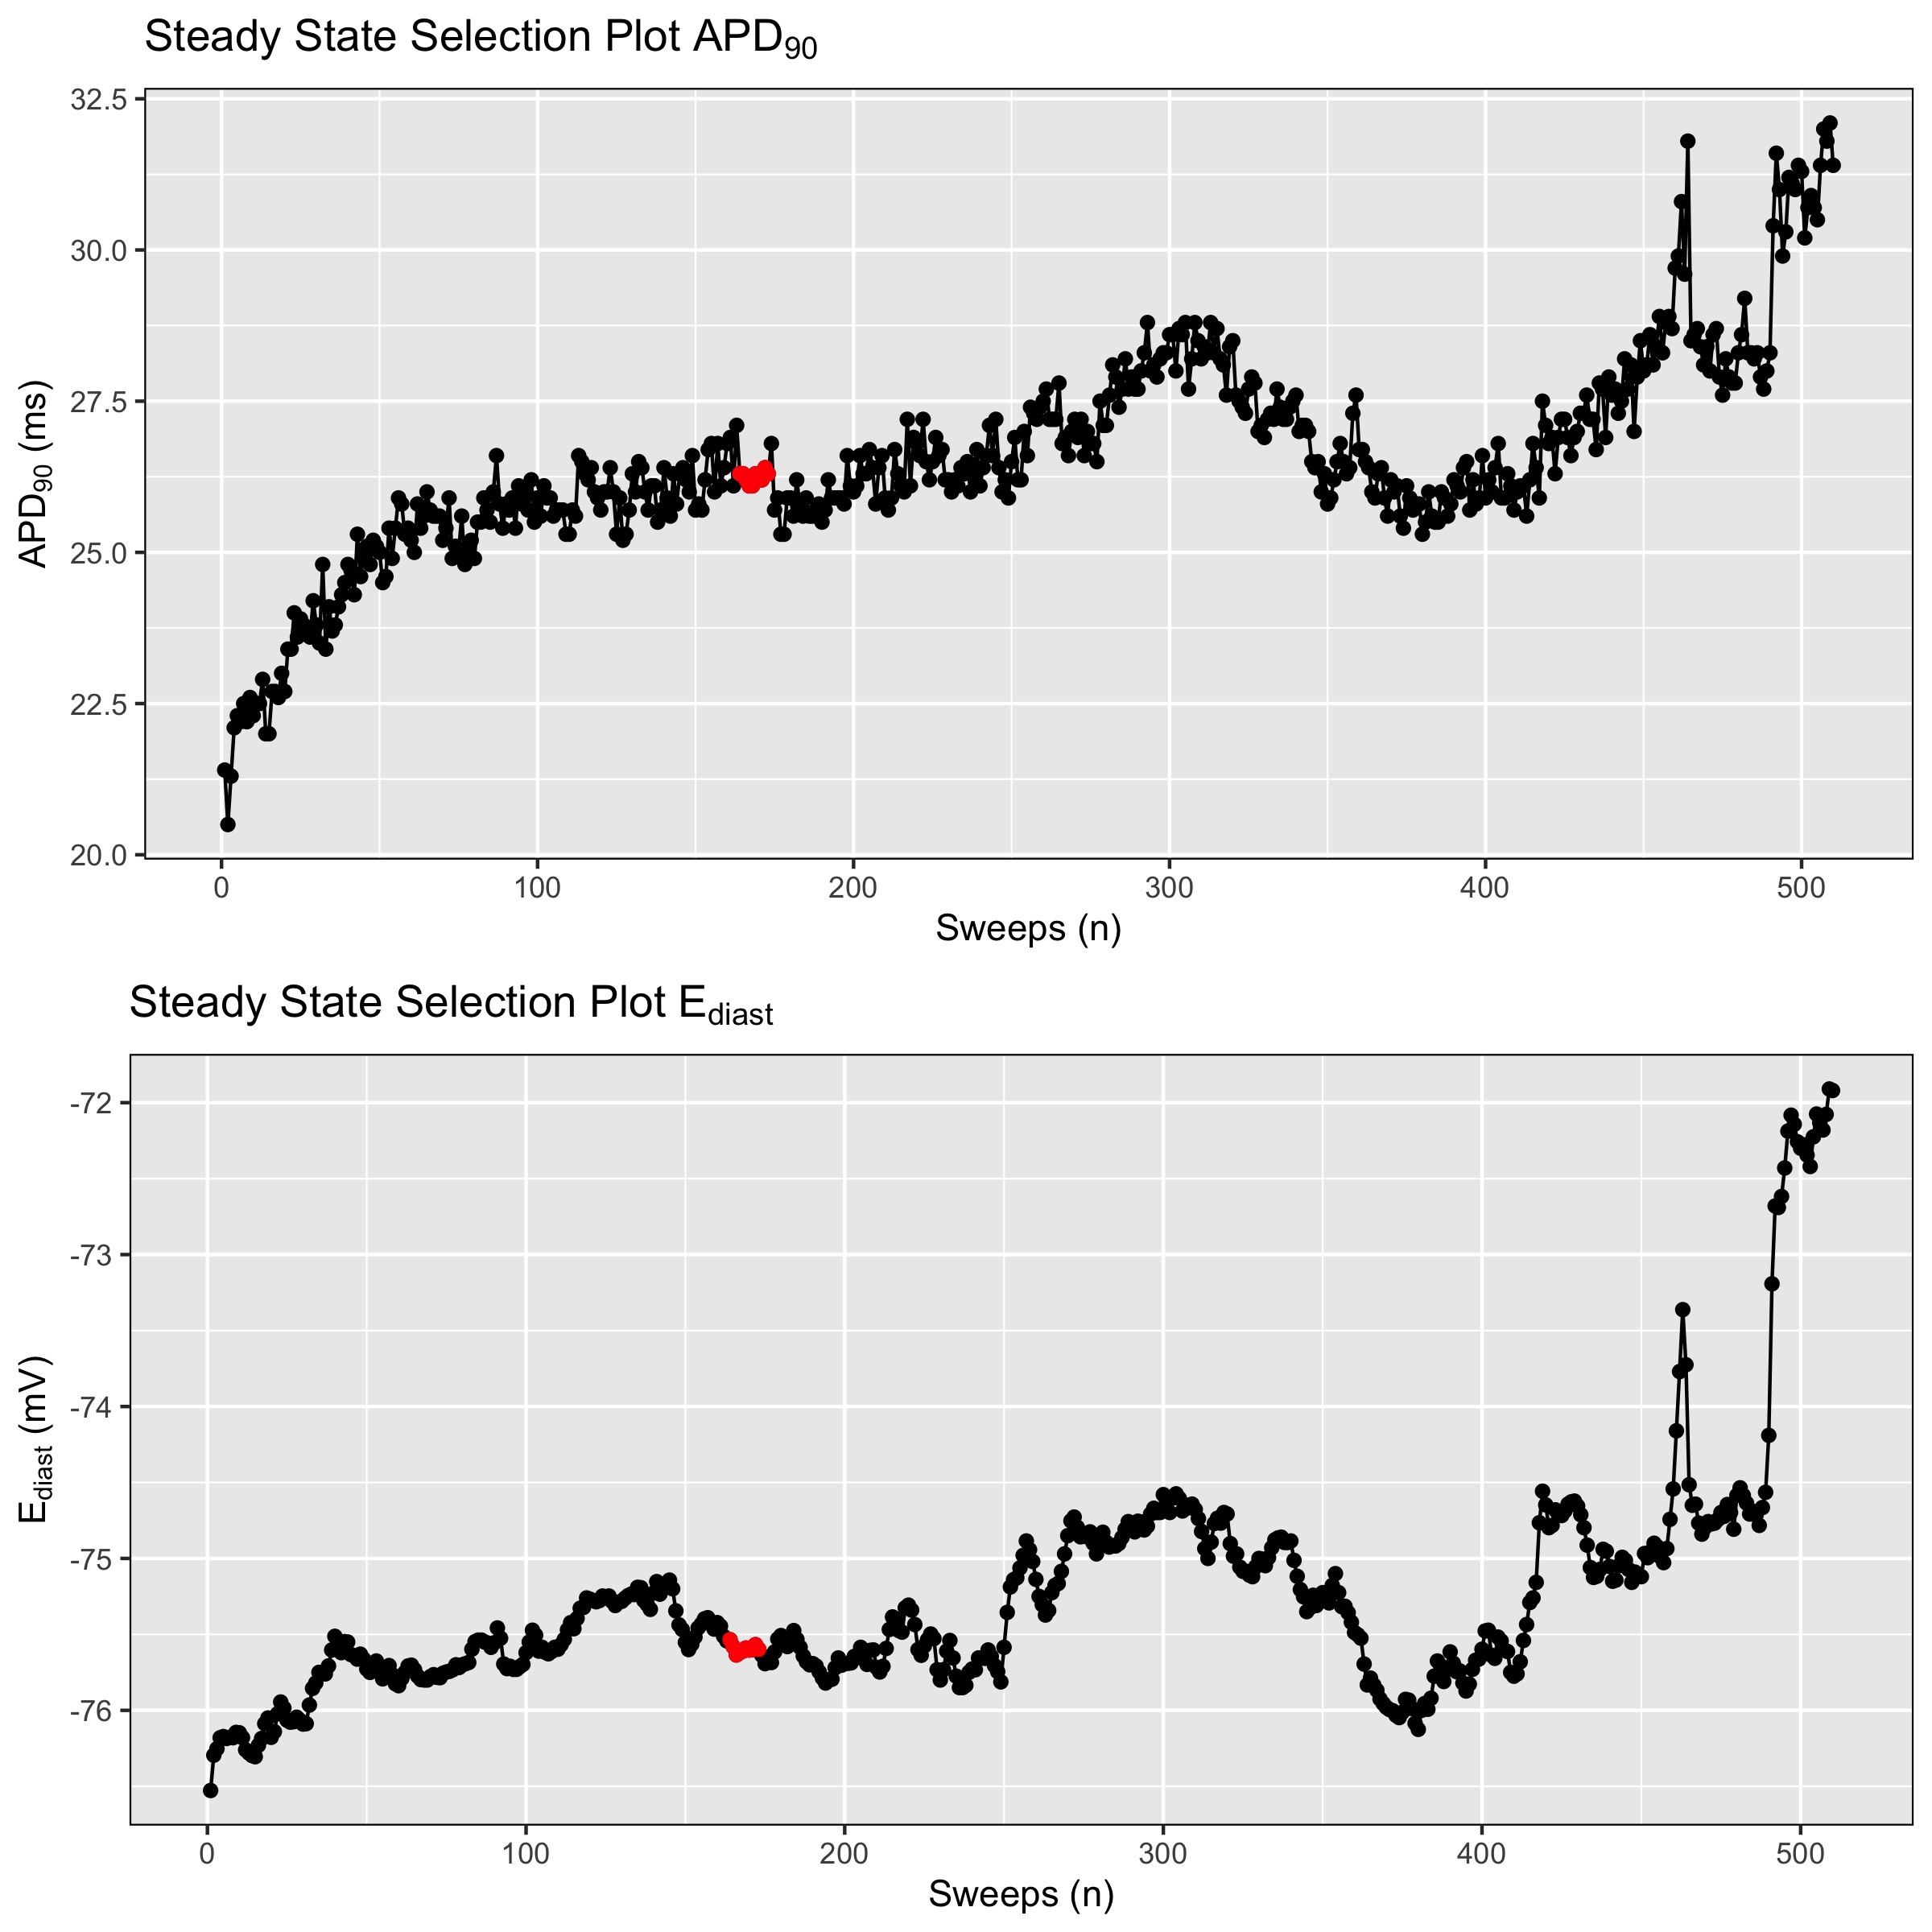 Steady State Selection Plot APD90
32.5
30.0
27.5
25.0
22.5
20.0
APD90 (ms)
0 100 200 300 400 500
Sweeps (n)
Steady State Selection Plot Ediast
-72
-73
-74
-75
-76
Ediast (mV)
0 100 200 300 400 500
Sweeps (n)